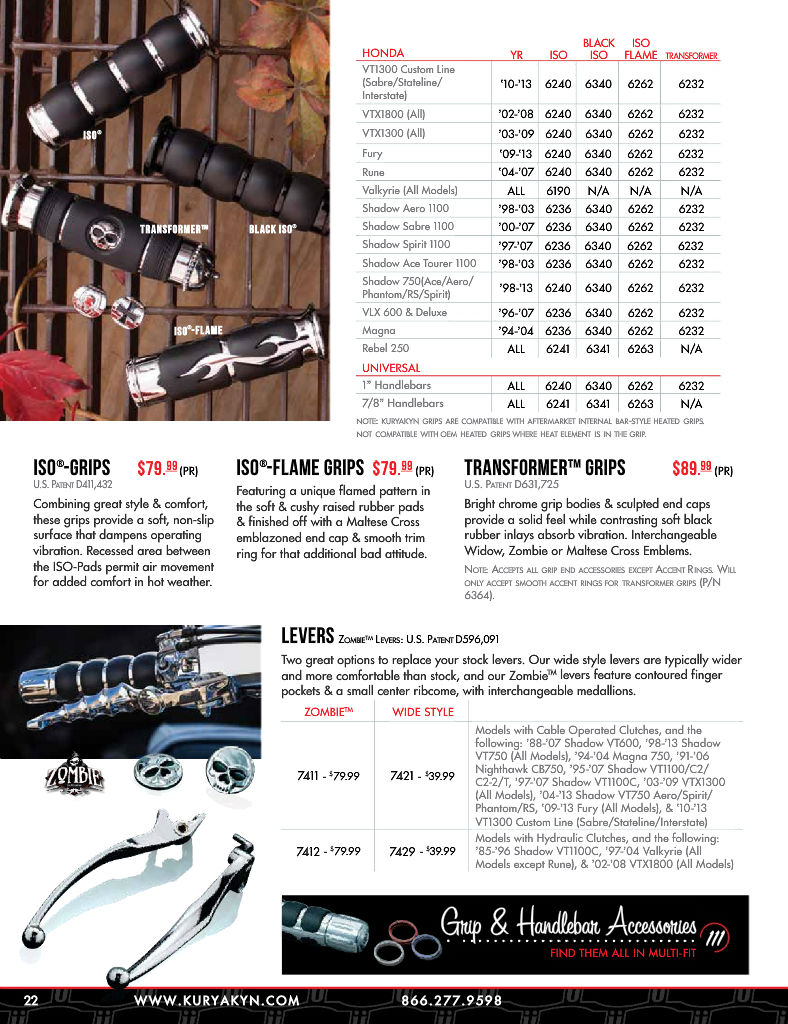 ISO®
TRANSFORMER™
BLACK ISO®
ISO®-FLAME
HONDA YR ISO BLACK ISO ISO FLAME TRANSFORMER
VT1300 Custom Line
(Sabre/Stateline/
Interstate) ‘10-’13 6240 6340 6262 6232
VTX1800 (All) ’02-’08 6240 6340 6262 6232
VTX1300 (All) ’03-’09 6240 6340 6262 6232
Fury ‘09-’13 6240 6340 6262 6232
Rune ‘04-’07 6240 6340 6262 6232
Valkyrie (All Models) ALL 6190 N/A N/A N/A
Shadow Aero 1100 ’98-’03 6236 6340 6262 6232
Shadow Sabre 1100 ’00-’07 6236 6340 6262 6232
Shadow Spirit 1100 ’97-’07 6236 6340 6262 6232
Shadow Ace Tourer 1100 ’98-’03 6236 6340 6262 6232
Shadow 750(Ace/Aero/
Phantom/RS/Spirit) ’98-’13 6240 6340 6262 6232
VLX 600 & Deluxe ’96-’07 6236 6340 6262 6232
Magna ’94-’04 6236 6340 6262 6232
Rebel 250 ALL 6241 6341 6263 N/A
UNIVERSAL
1” Handlebars ALL 6240 6340 6262 6232
7/8” Handlebars ALL 6241 6341 6263 N/A
NOTE: KURYAKYN GRIPS ARE COMPATIBLE WITH AFTERMARKET INTERNAL BAR-STYLE HEATED GRIPS.
NOT COMPATIBLE WITH OEM HEATED GRIPS WHERE HEAT ELEMENT IS IN THE GRIP.
ISO®-GRIPS $79.99 (PR)
U.S. PATENT D411,432
Combining great style & comfort,
these grips provide a soft, non-slip
surface that dampens operating
vibration. Recessed area between
the ISO-Pads permit air movement
for added comfort in hot weather.
ISO®-FLAME GRIPS $79.99 (PR)
Featuring a unique flamed pattern in
the soft & cushy raised rubber pads
& finished off with a Maltese Cross
emblazoned end cap & smooth trim
ring for that additional bad attitude.
TRANSFORMER™ GRIPS $89.99 (PR)
U.S. PATENT D631,725
Bright chrome grip bodies & sculpted end caps
provide a solid feel while contrasting soft black
rubber inlays absorb vibration. Interchangeable
Widow, Zombie or Maltese Cross Emblems.
NOTE: ACCEPTS ALL GRIP END ACCESSORIES EXCEPT ACCENT RINGS. WILL
ONLY ACCEPT SMOOTH ACCENT RINGS FOR TRANSFORMER GRIPS (P/N
6364).
ZOMBIE
LEVERS ZOMBIE™ LEVERS: U.S. PATENT D596,091
Two great options to replace your stock levers. Our wide style levers are typically wider
and more comfortable than stock, and our Zombie™ levers feature contoured finger
pockets & a small center ribcome, with interchangeable medallions.
ZOMBIE™ WIDE STYLE
7411 - $79.99 7421 - $39.99
Models with Cable Operated Clutches, and the
following: ’88-’07 Shadow VT600, ’98-’13 Shadow
VT750 (All Models), ’94-’04 Magna 750, ’91-’06
Nighthawk CB750, ’95-’07 Shadow VT1100/C2/
C2-2/T, ’97-’07 Shadow VT1100C, ’03-’09 VTX1300
(All Models), ’04-’13 Shadow VT750 Aero/Spirit/
Phantom/RS, ’09-’13 Fury (All Models), & ‘10-’13
VT1300 Custom Line (Sabre/Stateline/Interstate)
7412 - $79.99 7429 - $39.99
Models with Hydraulic Clutches, and the following:
’85-’96 Shadow VT1100C, ’97-’04 Valkyrie (All
Models except Rune), & ’02-’08 VTX1800 (All Models)
Grip & Handlebar Accessories
FIND THEM ALL IN MULTI-FIT
22 WWW.KURYAKYN.COM 866.277.9598